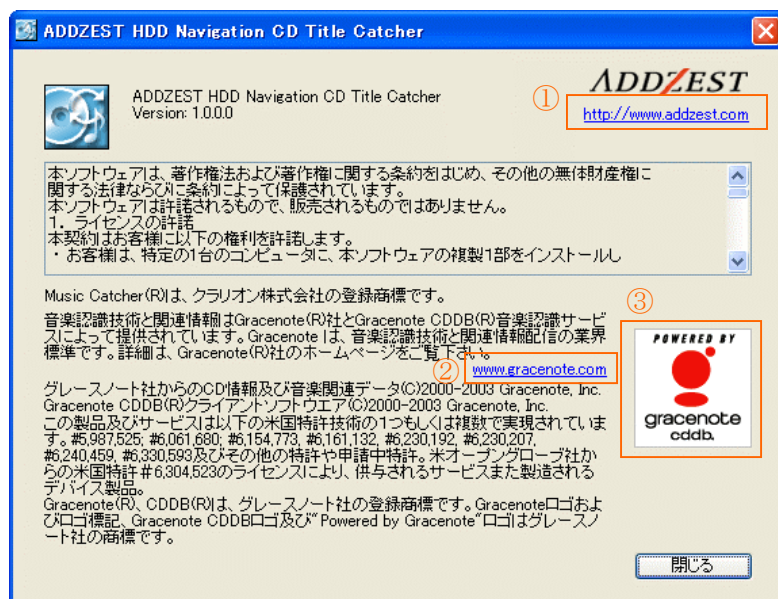 ADDZEST HDD Navigation CD Title Catcher
ADDZEST
ADDZEST HDD Navigation CD Title Catcher
Version: 1.0.0.0
①
http://www.addzest.com
本ソフトウェアは、著作権法および著作権に関する条約をはじめ、その他の無体財産権に
関する法律ならびに条約によって保護されています。
本ソフトウェアは許諾されるもので、販売されるものではありません。
1. ライセンスの許諾
本契約はお客様に以下の権利を許諾します。
・お客様は、特定の1台のコンピュータに、本ソフトウェアの複製1部をインストールし
Music Catcher(R)は、クラリオン株式会社の登録商標です。
音楽認識技術と関連情報はGracenote(R)社とGracenote CDDB(R)音楽認識サービ
スによって提供されています。Gracenote は、音楽認識技術と関連情報配信の業界
標準です。詳細は、Gracenote(R)社のホームページをご覧下さい。
②
www.gracenote.com
③
POWERED BY
gracenote
cddb.
グレースノート社からのCD情報及び音楽関連データ(C)2000-2003 Gracenote, Inc.
Gracenote CDDB(R)クライアントソフトウエア(C)2000-2003 Gracenote, Inc.
この製品及びサービスは以下の米国特許技術の1つもしくは複数で実現されていま
す。#5,987,525; #6,061,680; #6,154,773, #6,161,132, #6,230,192, #6,230,207,
#6,240,459, #6,330,593及びその他の特許や申請中特許。米オープングローブ社か
らの米国特許＃6,304,523のライセンスにより、供与されるサービスまた製造される
デバイス製品。
Gracenote(R)、CDDB(R)は、グレースノート社の登録商標です。Gracenoteロゴおよ
びロゴ標記、Gracenote CDDBロゴ及び"Powered by Gracenote"ロゴはグレースノ
ート社の商標です。
閉じる